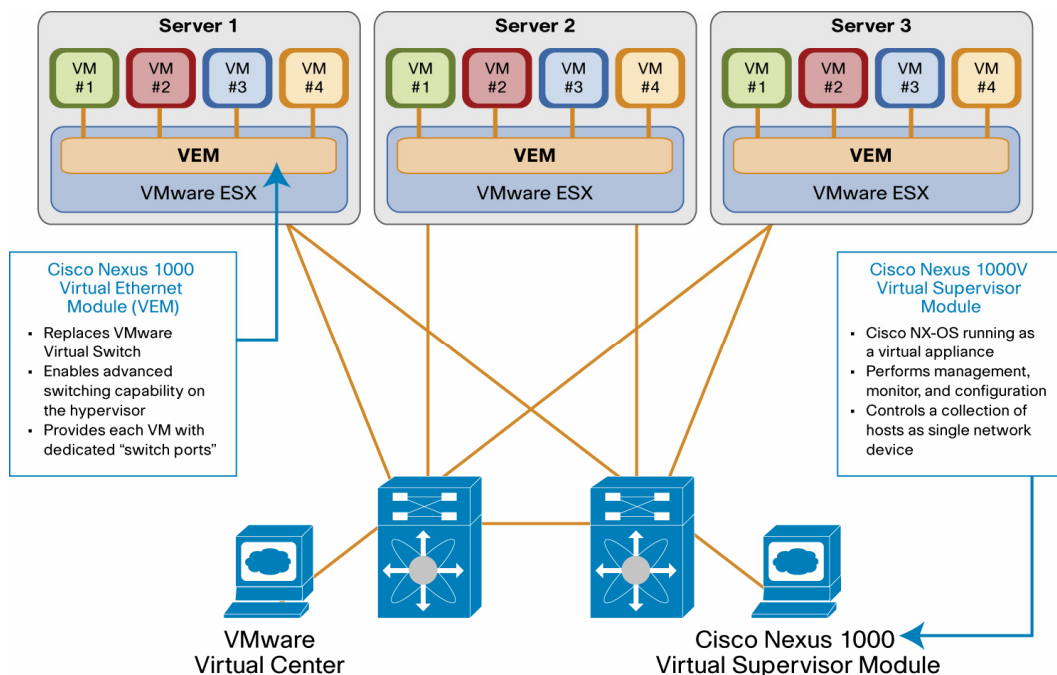 Server 1
VM
#1
VM
#2
VM
#3
VM
#4
VEM
VMware ESX
Server 2
VM
#1
VM
#2
VM
#3
VM
#4
VEM
VMware ESX
Server 3
VM
#1
VM
#2
VM
#3
VM
#4
VEM
VMware ESX
Cisco Nexus 1000
Virtual Ethernet
Module (VEM)
▪ Replaces VMware
Virtual Switch
▪ Enables advanced
switching capability on
the hypervisor
▪ Provides each VM with
dedicated “switch ports”
Cisco Nexus 1000V
Virtual Supervisor
Module
▪ Cisco NX-OS running as
a virtual appliance
▪ Performs management,
monitor, and configuration
▪ Controls a collection of
hosts as single network
device
VMware
Virtual Center
Cisco Nexus 1000
Virtual Supervisor Module